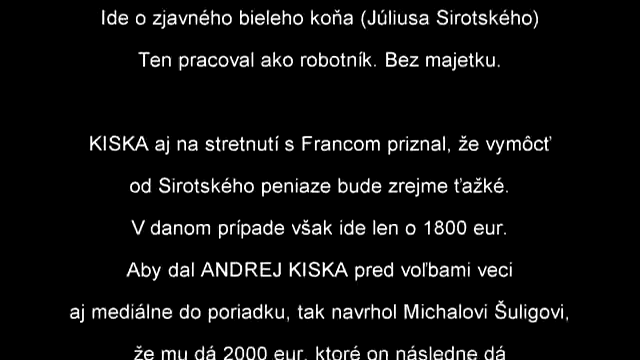 Ide o zjavného bieleho koňa (Júliusa Sirotského)
Ten pracoval ako robotník. Bez majetku.
KISKA aj na stretnutí s Francom priznal, že vymôcť
od Sirotského peniaze bude zrejme ťažké.
V danom prípade však ide len o 1800 eur.
Aby dal ANDREJ KISKA pred voľbami veci
aj mediálne do poriadku, tak navrhol Michalovi Šuligovi,
že mu dá 2000 eur, ktoré on následne dá